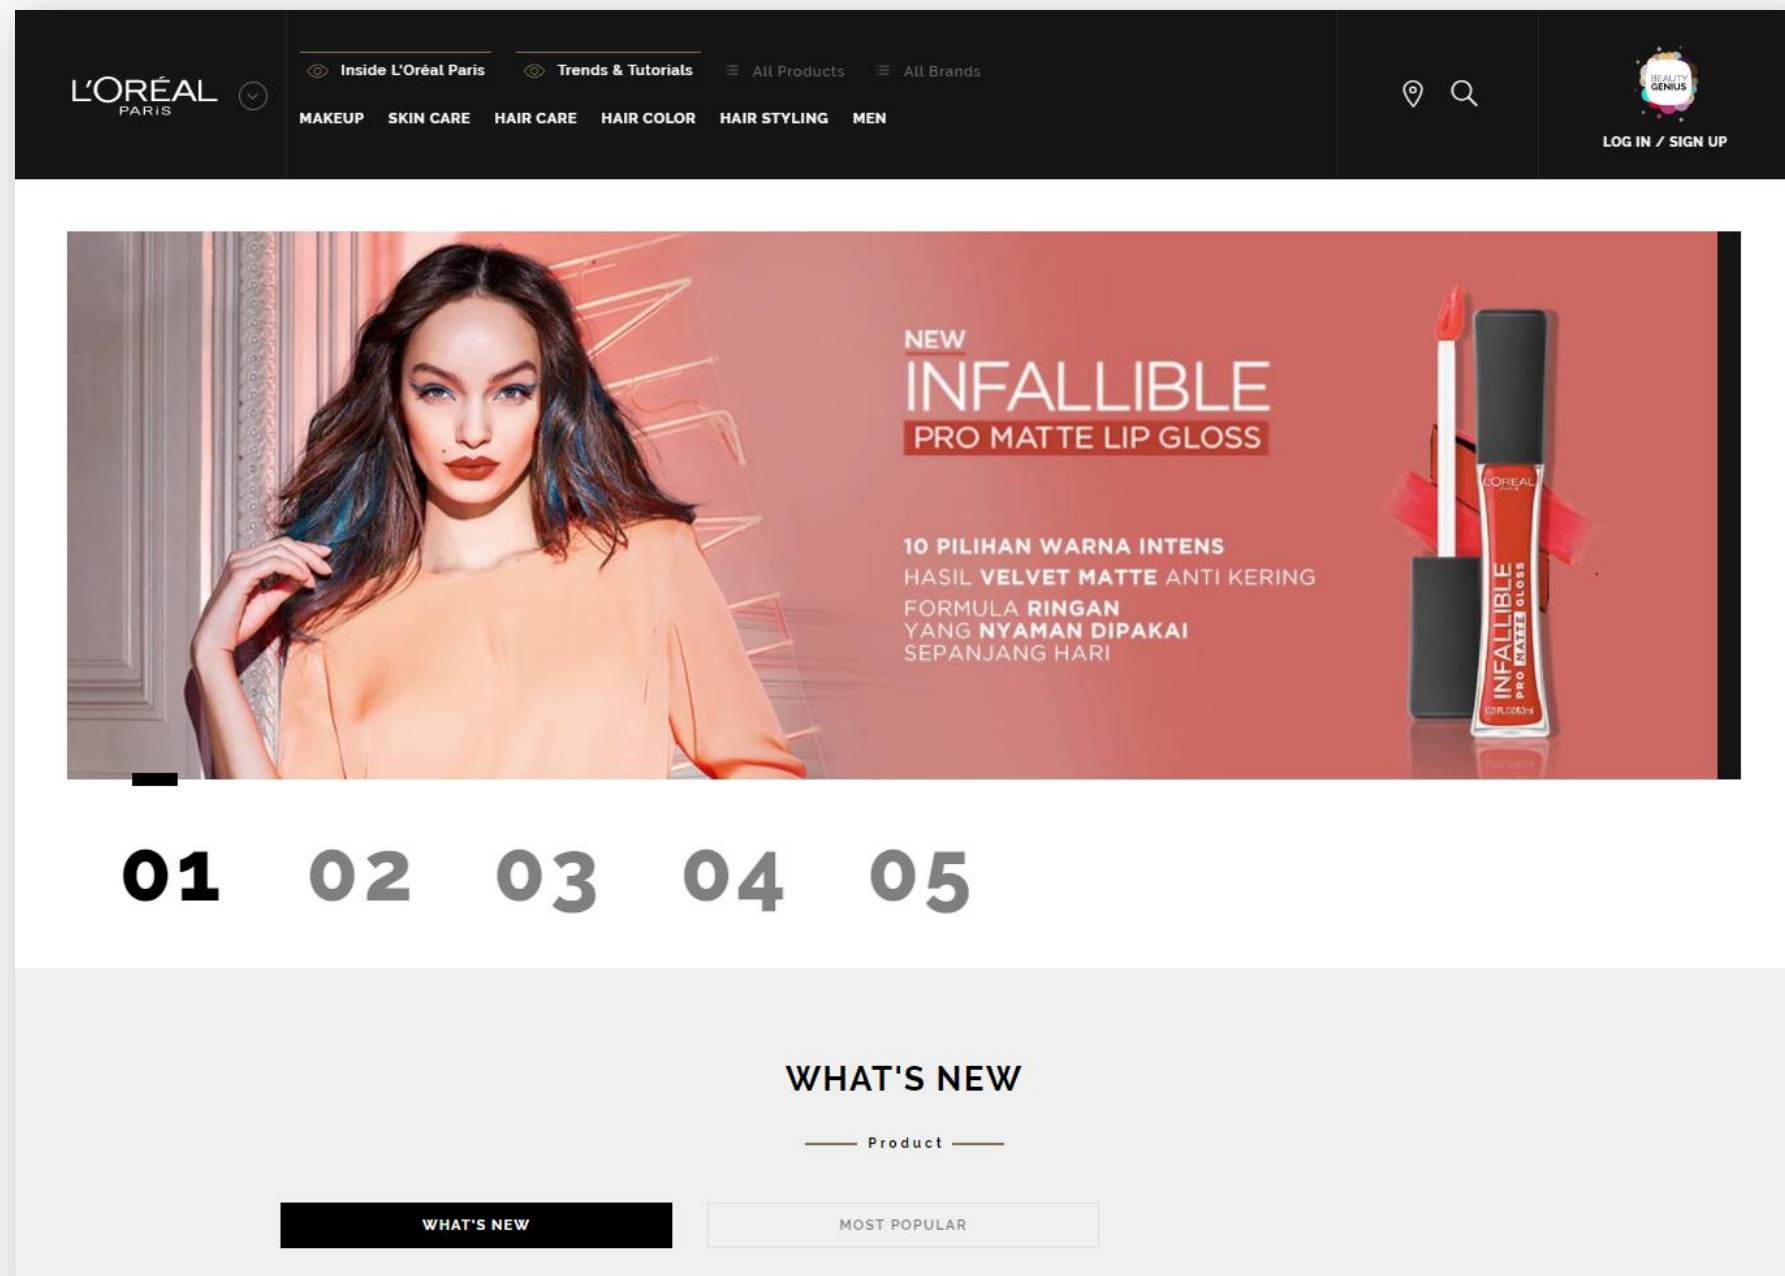 L'ORÉAL
PARiS
Inside L'Oréal Paris
Trends & Tutorials
All Products
All Brands
MAKEUP SKIN CARE HAIR CARE HAIR COLOR HAIR STYLING MEN
BEAUTY
GENIUS
LOG IN / SIGN UP
NEW
INFALLIBLE
PRO MATTE LIP GLOSS
10 PILIHAN WARNA INTENS
HASIL VELVET MATTE ANTI KERING
FORMULA RINGAN
YANG NYAMAN DIPAKAI
SEPANJANG HARI
L'OREAL
PARIS
INFALLIBLE
PRO MATTE GLOSS
01 02 03 04 05
WHAT'S NEW
Product
WHAT'S NEW
MOST POPULAR